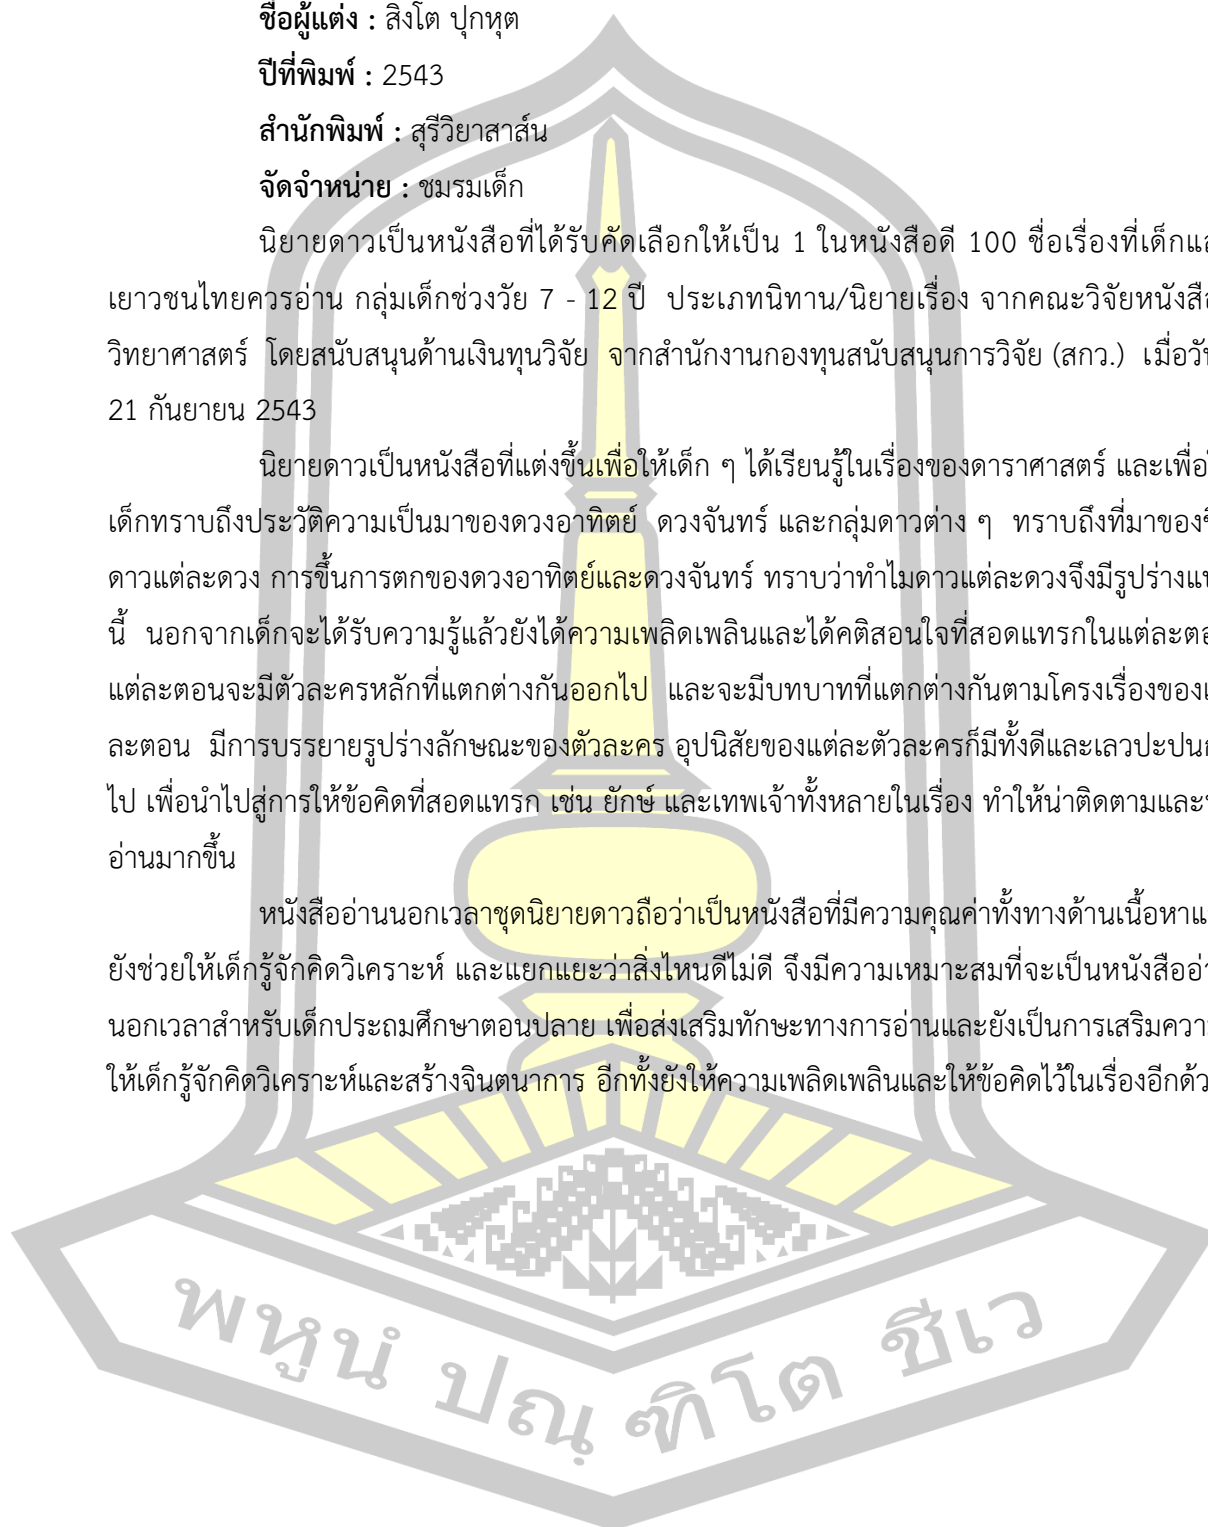 ชื่อผู้แต่ง : สิงโต ปุกหุต
ปีที่พิมพ์ : 2543
สำนักพิมพ์ : สุรีวิยาสาส์น
จัดจำหน่าย : ชมรมเด็ก
นิยายดาวเป็นหนังสือที่ได้รับคัดเลือกให้เป็น 1 ในหนังสือดี 100 ชื่อเรื่องที่เด็ก
เยาวชนไทยควรอ่าน กลุ่มเด็กช่วงวัย 7 - 12 ปี ประเภทนิทาน/นิยายเรื่อง จากคณะวิจัย
วิทยาศาสตร์ โดยสนับสนุนด้านเงินทุนวิจัย จากสำนักงานกองทุนสนับสนุนการวิจัย (สกว.)
21 กันยายน 2543
นิยายดาวเป็นหนังสือที่แต่งขึ้นเพื่อให้เด็ก ๆ ได้เรียนรู้ในเรื่องของดาราศาสตร์ และเพื่อ
เด็กทราบถึงประวัติความเป็นมาของดวงอาทิตย์ ดวงจันทร์ และกลุ่มดาวต่าง ๆ ทราบถึงที่มาของ
ดาวแต่ละดวง การขึ้นการตกของดวงอาทิตย์และดวงจันทร์ ทราบว่าทำไมดาวแต่ละดวงจึงมีรูปร่าง
นี้ นอกจากเด็กจะได้รับความรู้แล้วยังได้ความเพลิดเพลินและได้คติสอนใจที่สอดแทรกในแต่ละ
แต่ละตอนจะมีตัวละครหลักที่แตกต่างกันออกไป และจะมีบทบาทที่แตกต่างกันตามโครงเรื่องของ
ละตอน มีการบรรยายรูปร่างลักษณะของตัวละคร อุปนิสัยของแต่ละตัวละครก็มีทั้งดีและเลวปะปน
ไป เพื่อนำไปสู่การให้ข้อคิดที่สอดแทรก เช่น ยักษ์ และเทพเจ้าทั้งหลายในเรื่อง ทำให้น่าติดตามและ
อ่านมากขึ้น
หนังสืออ่านนอกเวลาชุดนิยายดาวถือว่าเป็นหนังสือที่มีความคุณค่าทั้งทางด้านเนื้อหา
ยังช่วยให้เด็กรู้จักคิดวิเคราะห์ และแยกแยะว่าสิ่งไหนดีไม่ดี จึงมีความเหมาะสมที่จะเป็นหนังสือ
นอกเวลาสำหรับเด็กประถมศึกษาตอนปลาย เพื่อส่งเสริมทักษะทางการอ่านและยังเป็นการเสริม
ให้เด็กรู้จักคิดวิเคราะห์และสร้างจินตนาการ อีกทั้งยังให้ความเพลิดเพลินและให้ข้อคิดไว้ในเรื่อง
พหูนํ ปณฺฑิโต ชีเว